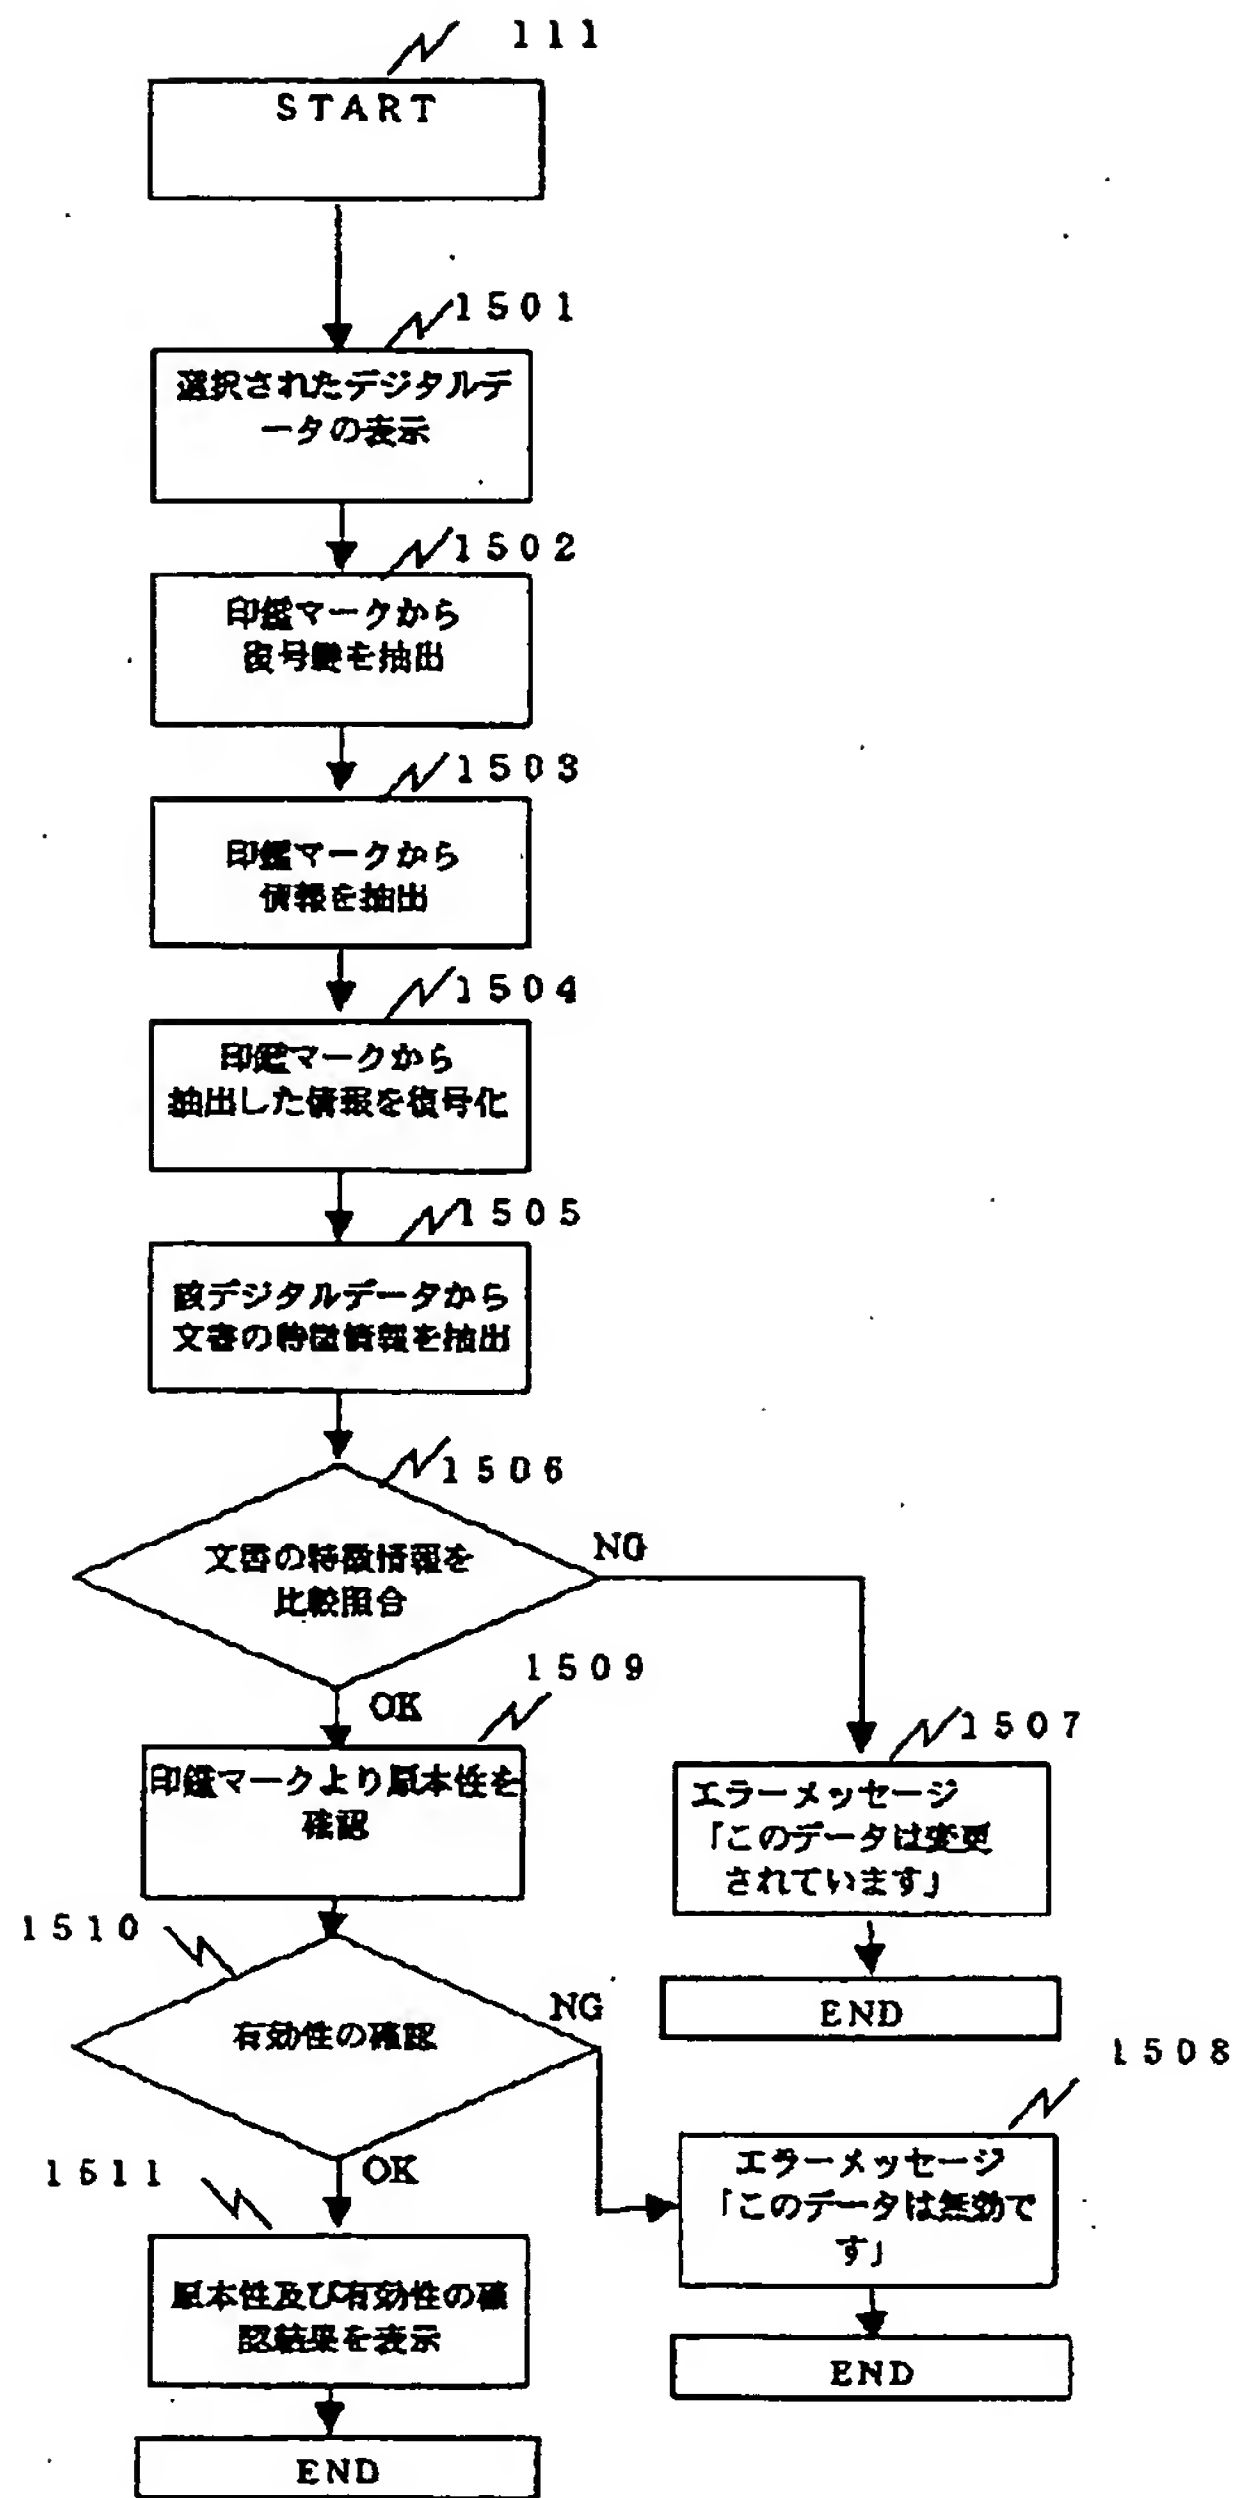 111
START
1501
選択されたデジタルデ
ータの表示
1502
印鑑マークから
復号鍵を抽出
1503
印鑑マークから
情報を抽出
1504
印鑑マークから
抽出した情報を復号化
1505
該デジタルデータから
文書の特徴情報を抽出
1506
文書の特徴情報を
比較照合
NG
OK
1509
印鑑マークより原本性を
確認
1507
エラーメッセージ
「このデータは変更
されています」
END
1510
有効性の確認
NG
OK
1508
エラーメッセージ
「このデータは無効で
す」
END
1511
原本性及び有効性の確
認結果を表示
END